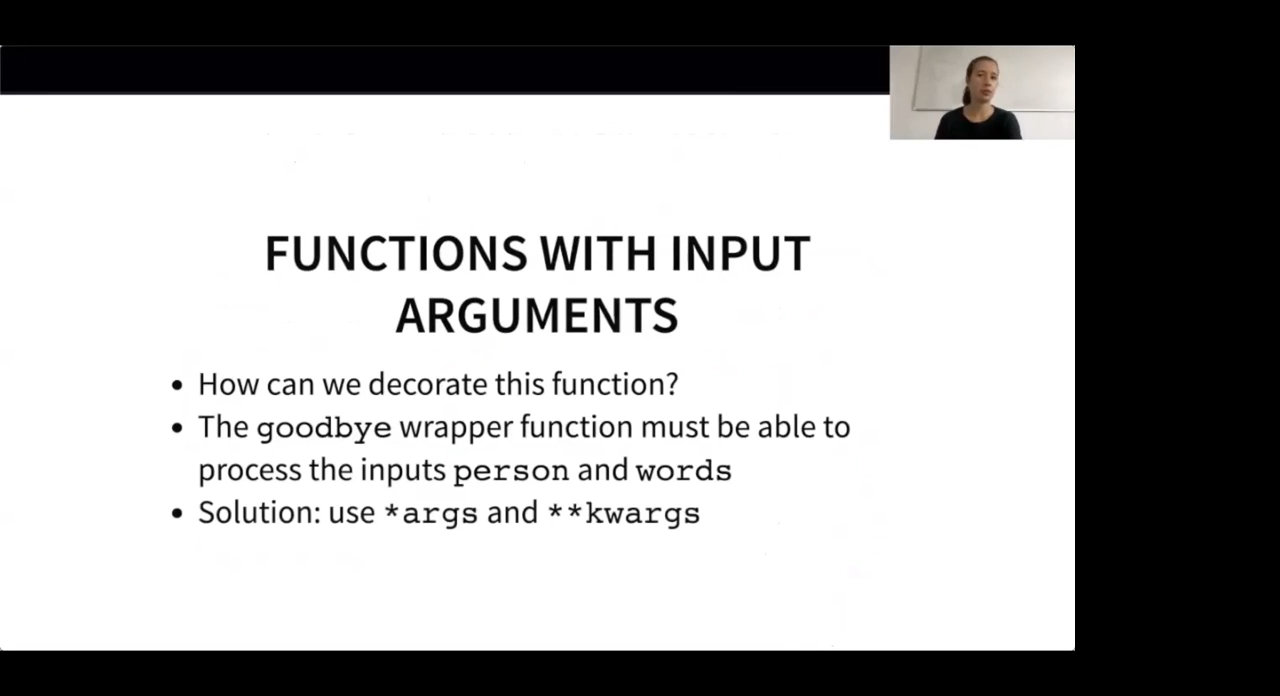 FUNCTIONS WITH INPUT
ARGUMENTS
• How can we decorate this function?
• The goodbye wrapper function must be able to
process the inputs person and words
• Solution: use *args and **kwargs